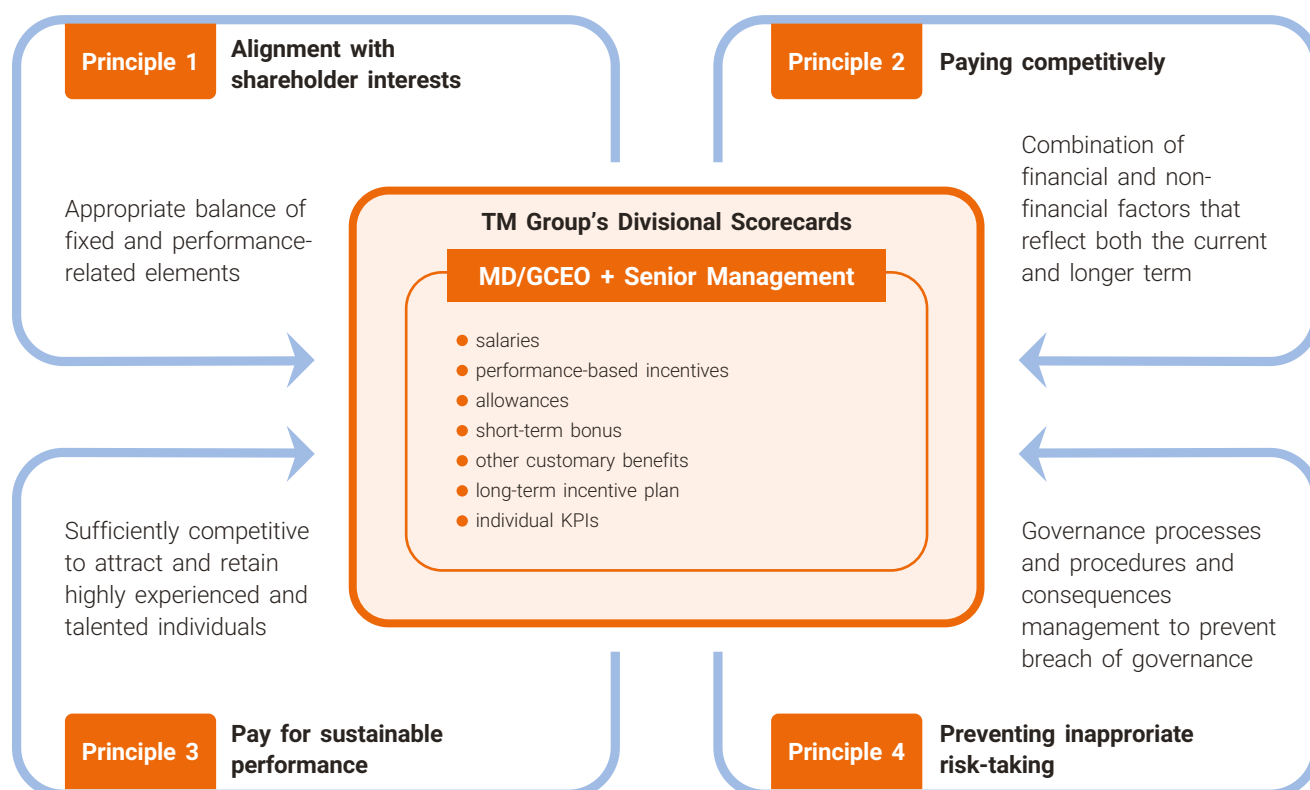 Principle 1
Alignment with
shareholder interests
Appropriate balance of
fixed and performance-
related elements
Principle 2
Paying competitively
Combination of
financial and non-
financial factors that
reflect both the current
and longer term
TM Group's Divisional Scorecards
MD/GCEO + Senior Management
salaries
performance-based incentives
allowances
short-term bonus
other customary benefits
long-term incentive plan
individual KPIs
Sufficiently competitive
to attract and retain
highly experienced and
talented individuals
Principle 3
Pay for sustainable
performance
Governance processes
and procedures and
consequences
management to prevent
breach of governance
Principle 4
Preventing inapproriate
risk-taking